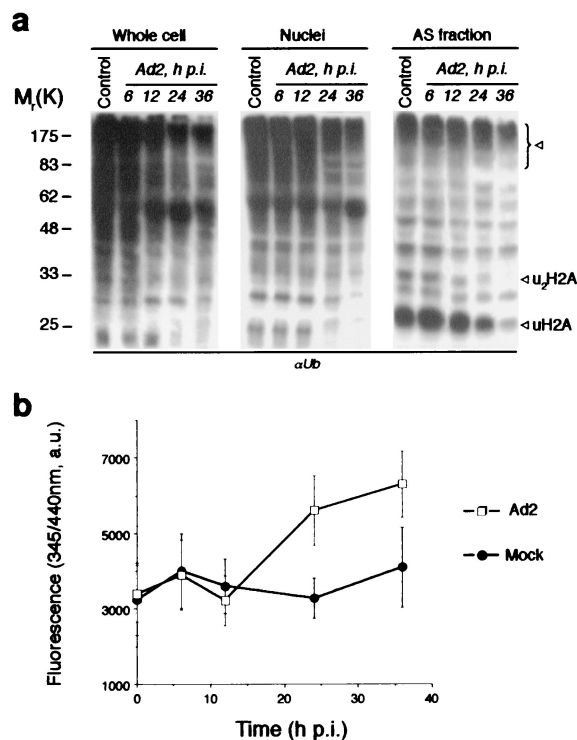 a
Whole cell
Nuclei
AS fraction
Control
Ad2, h p.i.
Control
Ad2, h p.i.
Control
Ad2, h p.i.
Mr(K)
6 12 24 36
6 12 24 36
6 12 24 36
175
83
62
48
33
25
u2H2A
uH2A
αUb
b
Fluorescence (345/440nm, a.u.)
7000
5000
3000
1000
0 10 20 30 40
Time (h p.i.)
Ad2
Mock